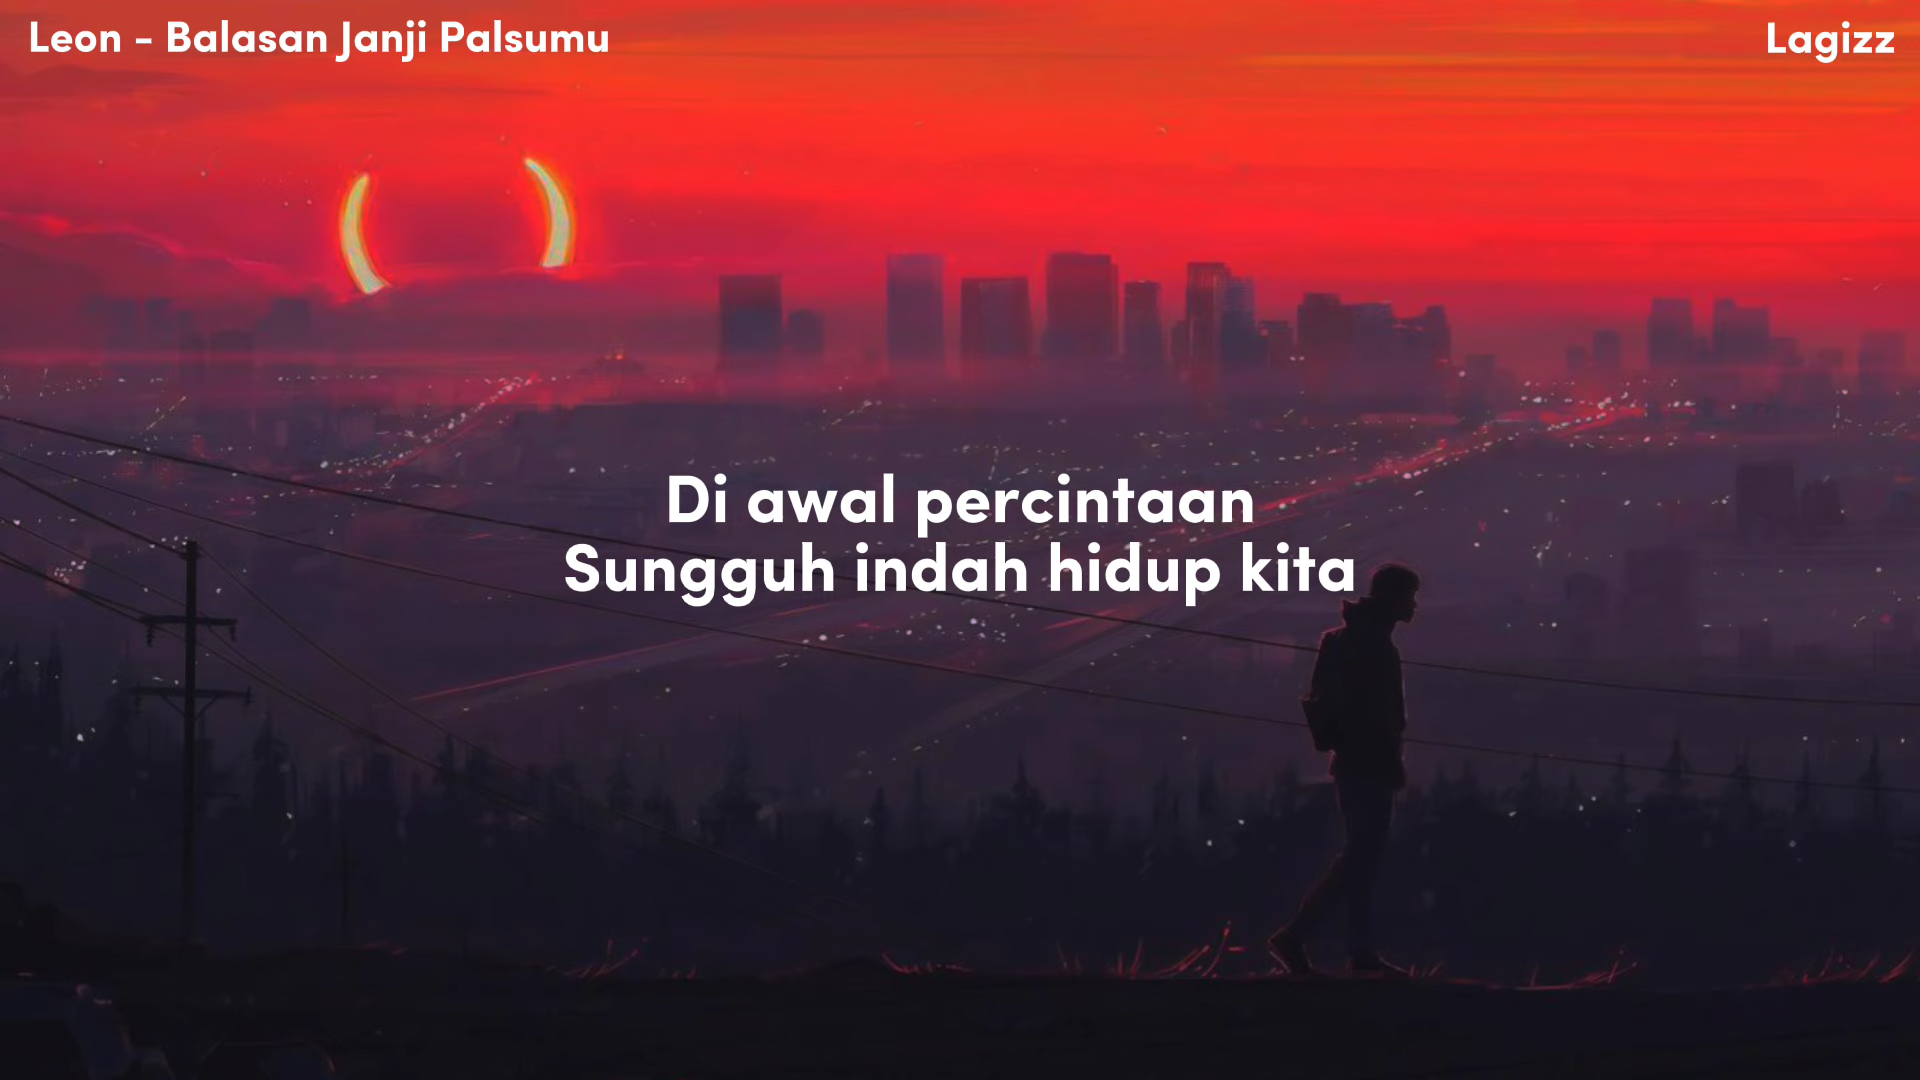 Leon - Balasan Janji Palsumu
Lagizz
Di awal percintaan
Sungguh indah hidup kita